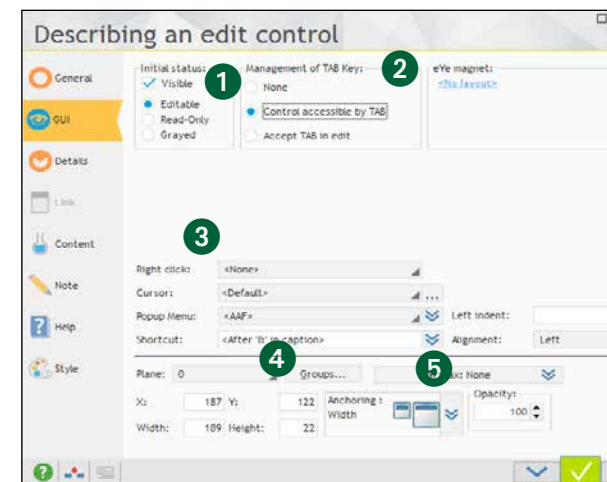 Describing an edit control
General
GUI
Details
Link
Content
Note
Help
Style
Initial status:
Visible
Editable
Read-Only
Grayed
1
Management of TAB Key:
None
Control accessible by TAB
Accept TAB in edit
2
eYe magnet:
<No layout>
3
Right click: <None>
Cursor: <Default> ...
Popup Menu: <AAF> Left indent:
Shortcut: <After 'b' in caption> Alignment: Left
4
5
Plane: 0 Groups... None
X: 187 Y: 122 Anchoring :
Width
Opacity:
100
Width: 189 Height: 22
?